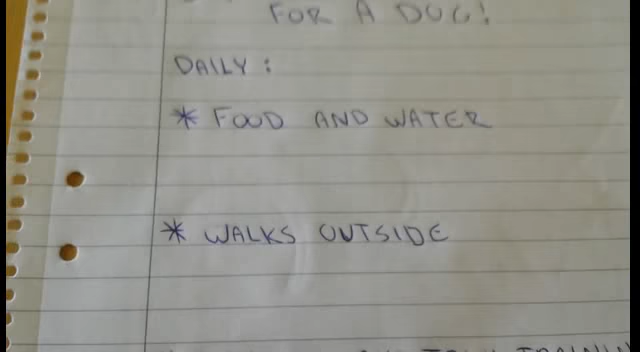 FOR A DOG!
DAILY:
* FOOD AND WATER
* WALKS OUTSIDE